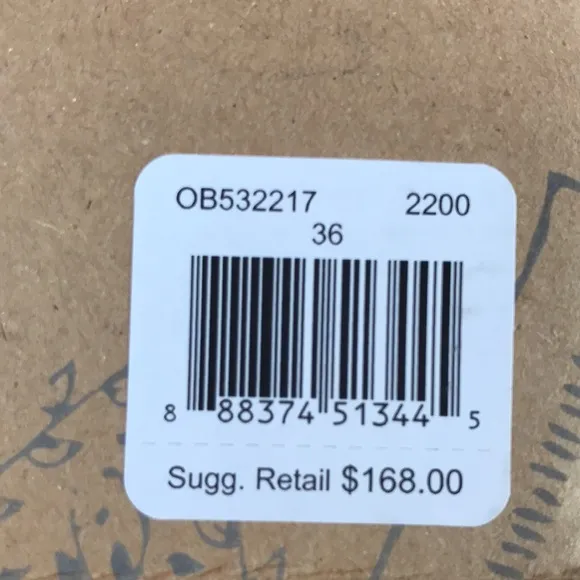 OB532217 2200
36
8 88374 51344 5
Sugg. Retail $168.00